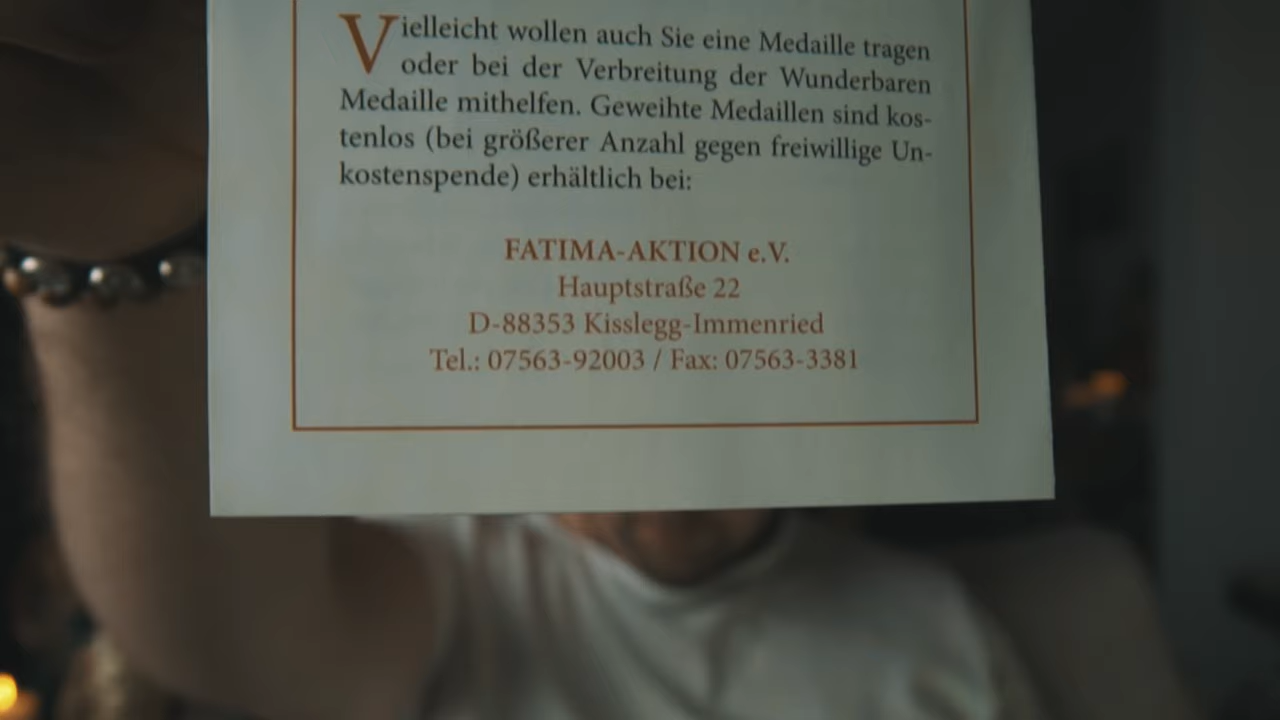 Vielleicht wollen auch Sie eine Medaille tragen
oder bei der Verbreitung der Wunderbaren
Medaille mithelfen. Geweihte Medaillen sind kos-
tenlos (bei größerer Anzahl gegen freiwillige Un-
kostenspende) erhältlich bei:
FATIMA-AKTION e.V.
Hauptstraße 22
D-88353 Kisslegg-Immenried
Tel.: 07563-92003 / Fax: 07563-3381